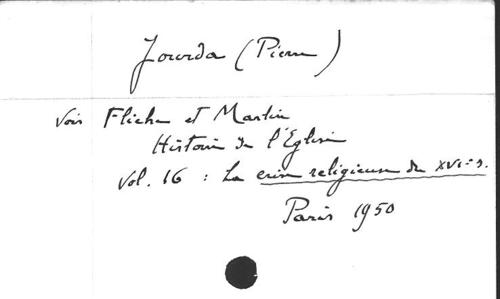 Jourda (Pierre)
Voir Fliche et Martin
Histoire de l'Eglise
Vol. 16 : La crise religieuse du XVIe s.
Paris 1950